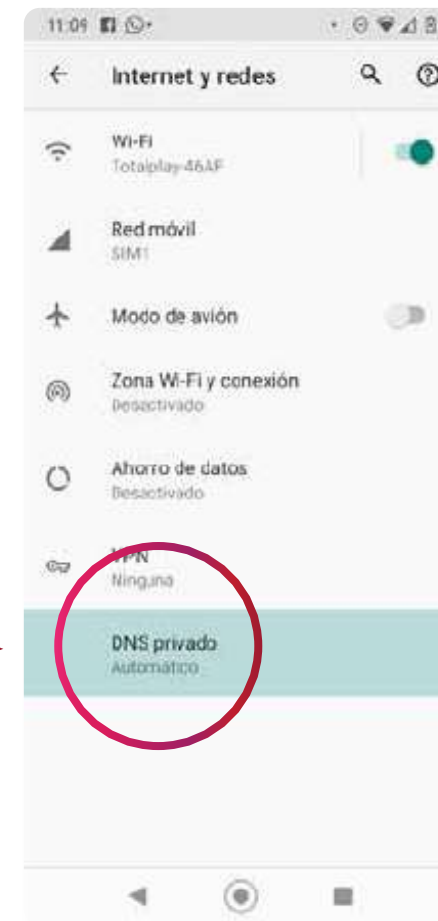 11:09
Internet y redes
Wi-Fi
Totalplay-46AF
Red móvil
SIM1
Modo de avión
Zona Wi-Fi y conexión
Desactivado
Ahorro de datos
Desactivado
VPN
Ninguna
DNS privado
Automático